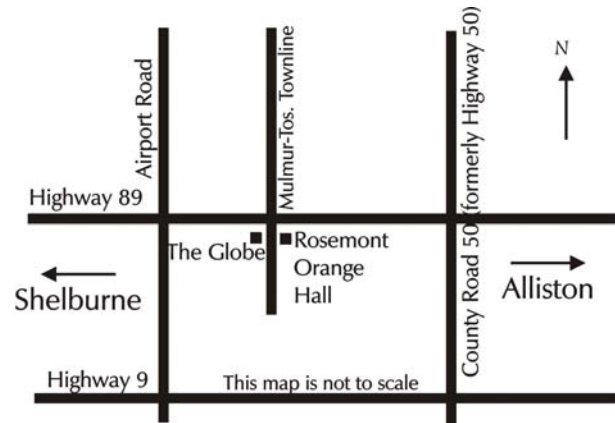 N
Airport Road
Mulmur-Tos. Townline
County Road 50 (formerly Highway 50)
Highway 89
The Globe
Rosemont
Orange
Hall
Shelburne
Alliston
Highway 9
This map is not to scale